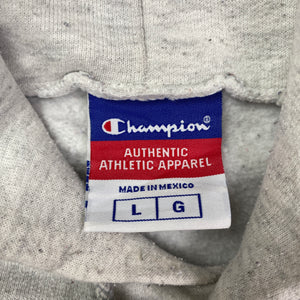 Champion
AUTHENTIC
ATHLETIC APPAREL
MADE IN MEXICO
L G